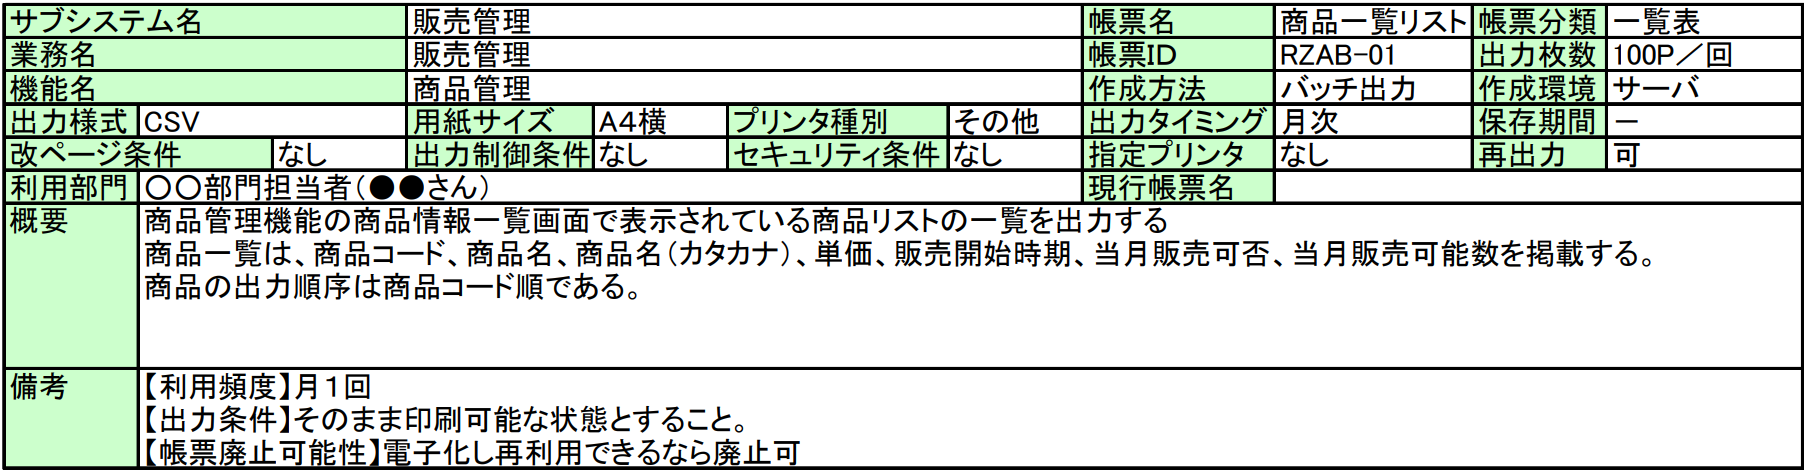 サブシステム名 販売管理 帳票名 商品一覧リスト 帳票分類 一覧表
業務名 販売管理 帳票ID RZAB-01 出力枚数 100P／回
機能名 商品管理 作成方法 バッチ出力 作成環境 サーバ
出力様式 CSV 用紙サイズ A4横 プリンタ種別 その他 出力タイミング 月次 保存期間 －
改ページ条件 なし 出力制御条件 なし セキュリティ条件 なし 指定プリンタ なし 再出力 可
利用部門 〇〇部門担当者（●●さん） 現行帳票名
概要 商品管理機能の商品情報一覧画面で表示されている商品リストの一覧を出力する
商品一覧は、商品コード、商品名、商品名（カタカナ）、単価、販売開始時期、当月販売可否、当月販売可能数を掲載する。
商品の出力順序は商品コード順である。
備考 【利用頻度】月１回
【出力条件】そのまま印刷可能な状態とすること。
【帳票廃止可能性】電子化し再利用できるなら廃止可